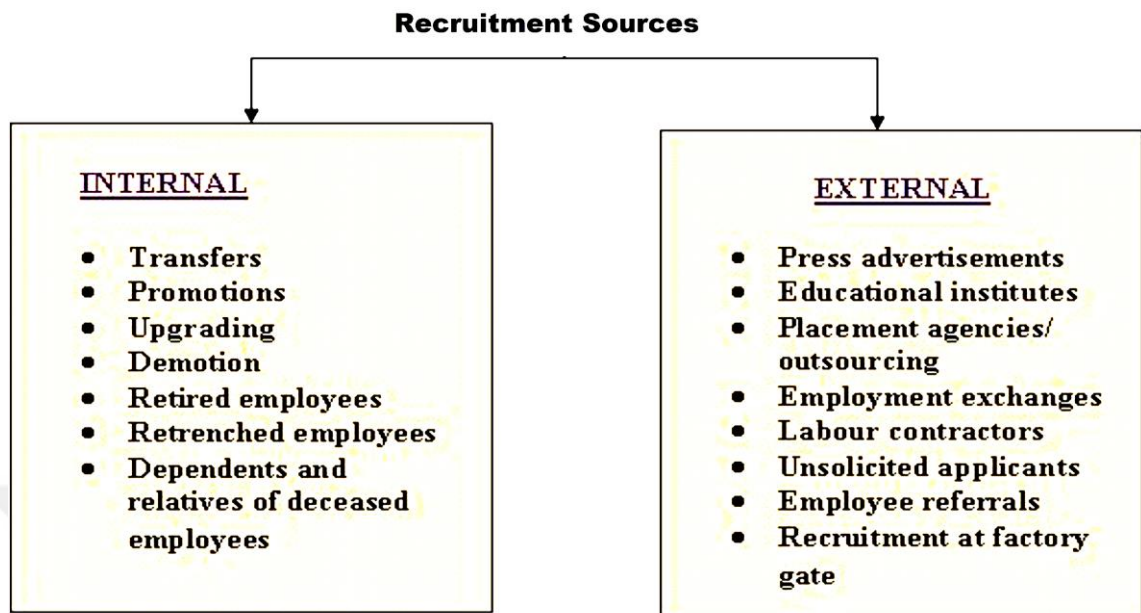 Recruitment Sources
INTERNAL
• Transfers
• Promotions
• Upgrading
• Demotion
• Retired employees
• Retrenched employees
• Dependents and
relatives of deceased
employees
EXTERNAL
• Press advertisements
• Educational institutes
• Placement agencies/
outsourcing
• Employment exchanges
• Labour contractors
• Unsolicited applicants
• Employee referrals
• Recruitment at factory
gate